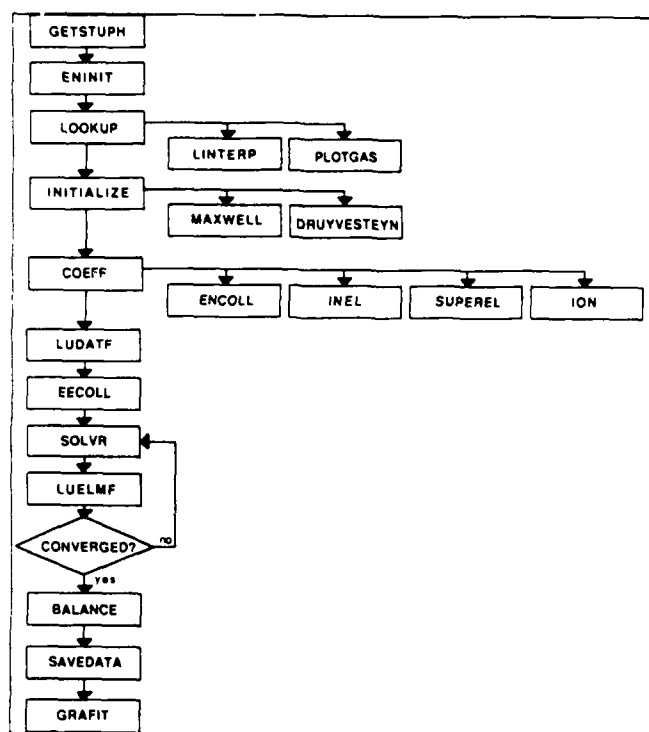 GETSTUPH
ENINIT
LOOKUP
LINTERP
PLOTGAS
INITIALIZE
MAXWELL
DRUYVESTEYN
COEFF
ENCOLL
INEL
SUPEREL
ION
LUDATF
EECOLL
SOLVR
LUELMF
CONVERGED?
no
yes
BALANCE
SAVEDATA
GRAFIT